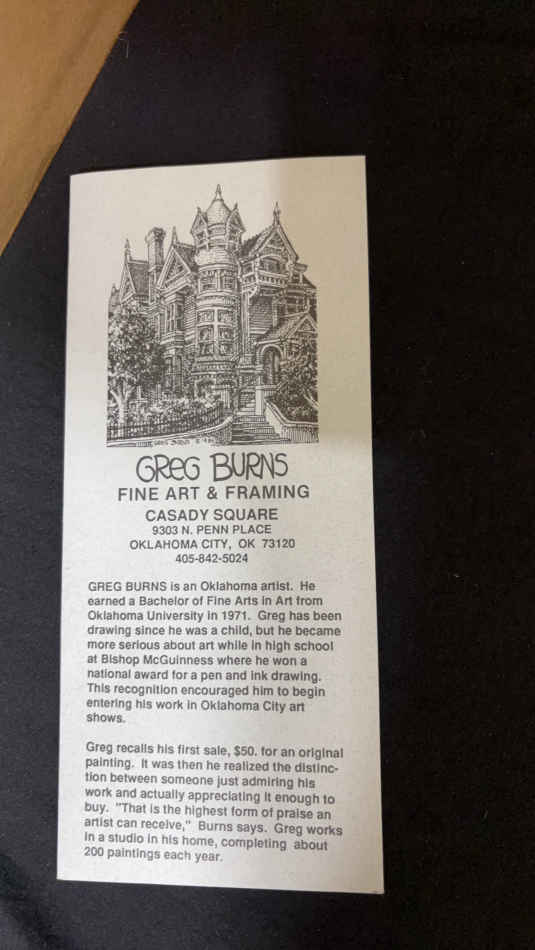 GREG BURNS
GREG BURNS
FINE ART & FRAMING
CASADY SQUARE
9303 N. PENN PLACE
OKLAHOMA CITY, OK 73120
405-842-5024
GREG BURNS is an Oklahoma artist. He
earned a Bachelor of Fine Arts in Art from
Oklahoma University in 1971. Greg has been
drawing since he was a child, but he became
more serious about art while in high school
at Bishop McGuinness where he won a
national award for a pen and ink drawing.
This recognition encouraged him to begin
entering his work in Oklahoma City art
shows.
Greg recalls his first sale, $50. for an original
painting. It was then he realized the distinc-
tion between someone just admiring his
work and actually appreciating it enough to
buy. "That is the highest form of praise an
artist can receive," Burns says. Greg works
in a studio in his home, completing about
200 paintings each year.